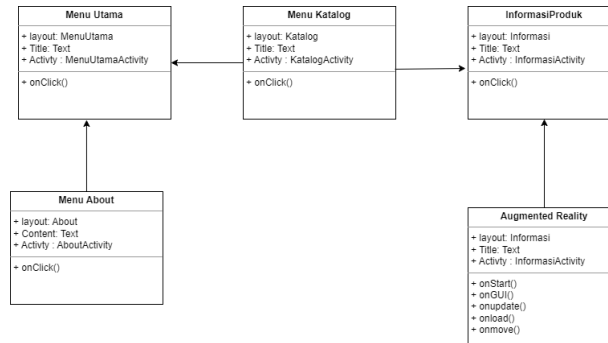 Menu Utama
+ layout: MenuUtama
+ Title: Text
+ Activty : MenuUtamaActivity
+ onClick()
Menu Katalog
+ layout: Katalog
+ Title: Text
+ Activty : KatalogActivity
+ onClick()
InformasiProduk
+ layout: Informasi
+ Title: Text
+ Activty : InformasiActivity
+ onClick()
Menu About
+ layout: About
+ Content: Text
+ Activty : AboutActivity
+ onClick()
Augmented Reality
+ layout: Informasi
+ Title: Text
+ Activty : InformasiActivity
+ onStart()
+ onGUI()
+ onupdate()
+ onload()
+ onmove()